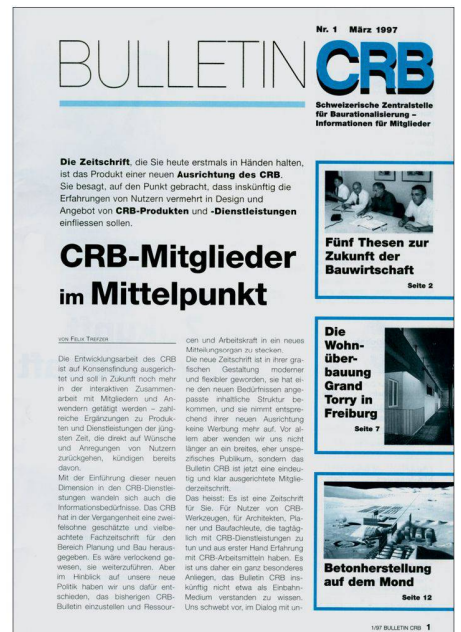 Nr. 1 März 1997
BULLETIN CRB
Schweizerische Zentralstelle
für Baurationalisierung –
Informationen für Mitglieder
Die Zeitschrift, die Sie heute erstmals in Händen halten,
ist das Produkt einer neuen Ausrichtung des CRB.
Sie besagt, auf den Punkt gebracht, dass inskünftig die
Erfahrungen von Nutzern vermehrt in Design und
Angebot von CRB-Produkten und -Dienstleistungen
einfliessen sollen.
CRB-Mitglieder
im Mittelpunkt
VON FELIX TREFZER
Die Entwicklungsarbeit des CRB
ist auf Konsensfindung ausgerich-
tet und soll in Zukunft noch mehr
in der interaktiven Zusammen-
arbeit mit Mitgliedern und An-
wendern getätigt werden – zahl-
reiche Ergänzungen zu Produk-
ten und Dienstleistungen der jüng-
sten Zeit, die direkt auf Wünsche
und Anregungen von Nutzern
zurückgehen, kündigen bereits
davon.
Mit der Einführung dieser neuen
Dimension in den CRB-Dienstlei-
stungen wandeln sich auch die
Informationsbedürfnisse. Das CRB
hat in der Vergangenheit eine zwei-
felsohne geschätzte und vielbe-
achtete Fachzeitschrift für den
Bereich Planung und Bau heraus-
gegeben. Es wäre verlockend ge-
wesen, sie weiterzuführen. Aber
im Hinblick auf unsere neue
Politik haben wir uns dafür ent-
schieden, das bisherigen CRB-
Bulletin einzustellen und Ressour-
cen und Arbeitskraft in ein neues
Mitteilungsorgan zu stecken.
Die neue Zeitschrift ist in ihrer gra-
fischen Gestaltung moderner
und flexibler geworden, sie hat ei-
ne den neuen Bedürfnissen ange-
passte inhaltliche Struktur be-
kommen, und sie nimmt entspre-
chend ihrer neuen Ausrichtung
keine Werbung mehr auf. Vor al-
lem aber wenden wir uns nicht
länger an ein breites, eher unspe-
zifisches Publikum, sondern das
Bulletin CRB ist jetzt eine eindeu-
tig und klar ausgerichtete Mitglie-
derzeitschrift.
Das heisst: Es ist eine Zeitschrift
für Sie. Für Nutzer von CRB-
Werkzeugen, für Architekten, Pla-
ner und Baufachleute, die tagtäg-
lich mit CRB-Dienstleistungen zu
tun und aus erster Hand Erfahrung
mit CRB-Arbeitsmitteln haben. Es
ist uns daher ein ganz besonderes
Anliegen, das Bulletin CRB ins-
künftig nicht etwa als Einbahn-
Medium verstanden zu wissen.
Uns schwebt vor, im Dialog mit un-
Fünf Thesen zur
Zukunft der
Bauwirtschaft
Seite 2
Die
Wohn-
über-
bauung
Grand
Torry in
Freiburg
Seite 7
Betonherstellung
auf dem Mond
Seite 12
1/97 BULLETIN CRB 1